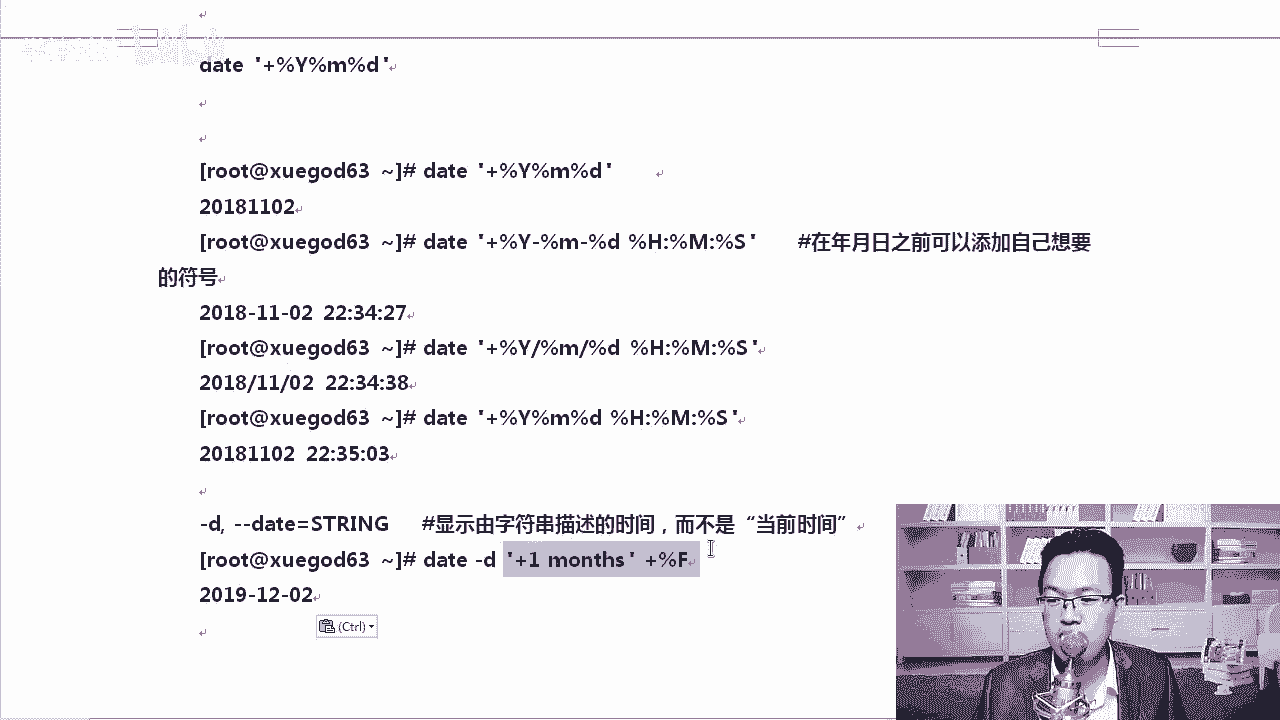 date '+%Y%m%d'
[root@xuegod63 ~]# date '+%Y%m%d'
20181102
[root@xuegod63 ~]# date '+%Y-%m-%d %H:%M:%S' #在年月日之前可以添加自己想要
的符号
2018-11-02 22:34:27
[root@xuegod63 ~]# date '+%Y/%m/%d %H:%M:%S'
2018/11/02 22:34:38
[root@xuegod63 ~]# date '+%Y%m%d %H:%M:%S'
20181102 22:35:03
-d, --date=STRING #显示由字符串描述的时间，而不是“当前时间”
[root@xuegod63 ~]# date -d '+1 months' +%F
2019-12-02
(Ctrl)